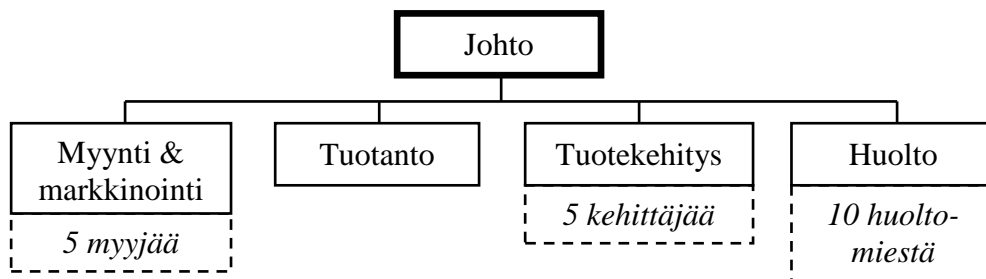 Johto
Myynti &
markkinointi
5 myyjää
Tuotanto
Tuotekehitys
5 kehittäjää
Huolto
10 huolto-
miestä